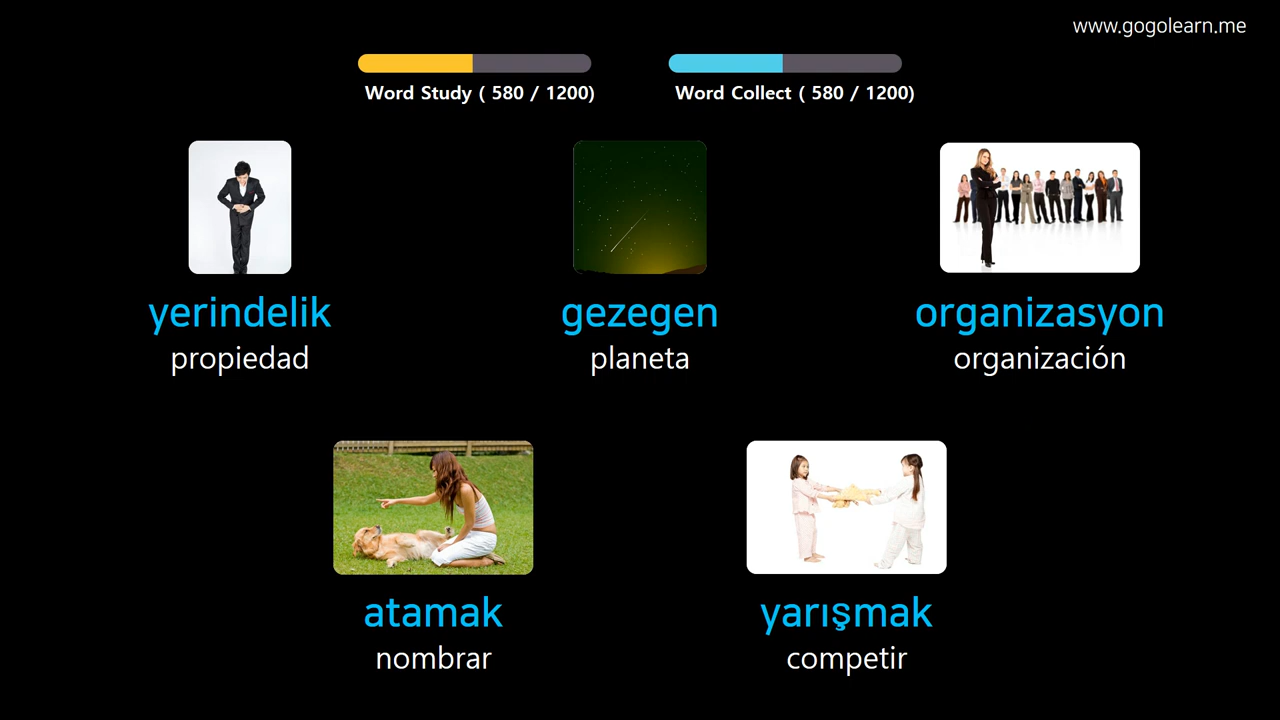 www.gogolearn.me
Word Study ( 580 / 1200)
Word Collect ( 580 / 1200)
yerindelik
propiedad
gezegen
planeta
organizasyon
organización
atamak
nombrar
yarışmak
competir